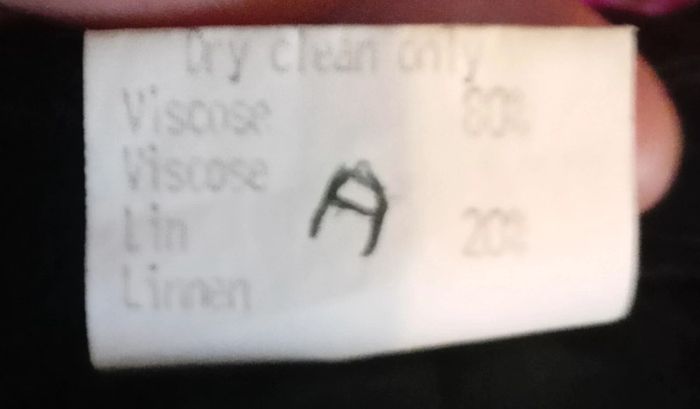 Dry clean only
Viscose 80%
Viscose
A
Lin 20%
Linnen